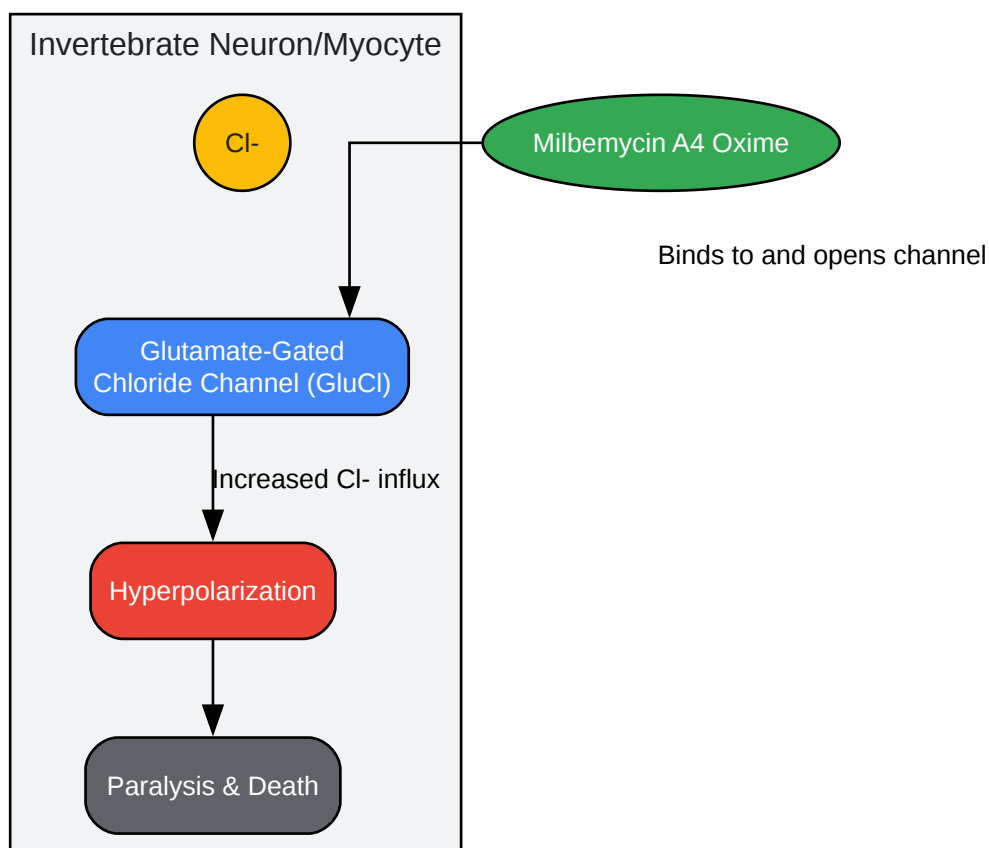 Invertebrate Neuron/Myocyte
Cl-
Milbemycin A4 Oxime
Binds to and opens channel
Glutamate-Gated
Chloride Channel (GluCl)
Increased Cl- influx
Hyperpolarization
Paralysis & Death